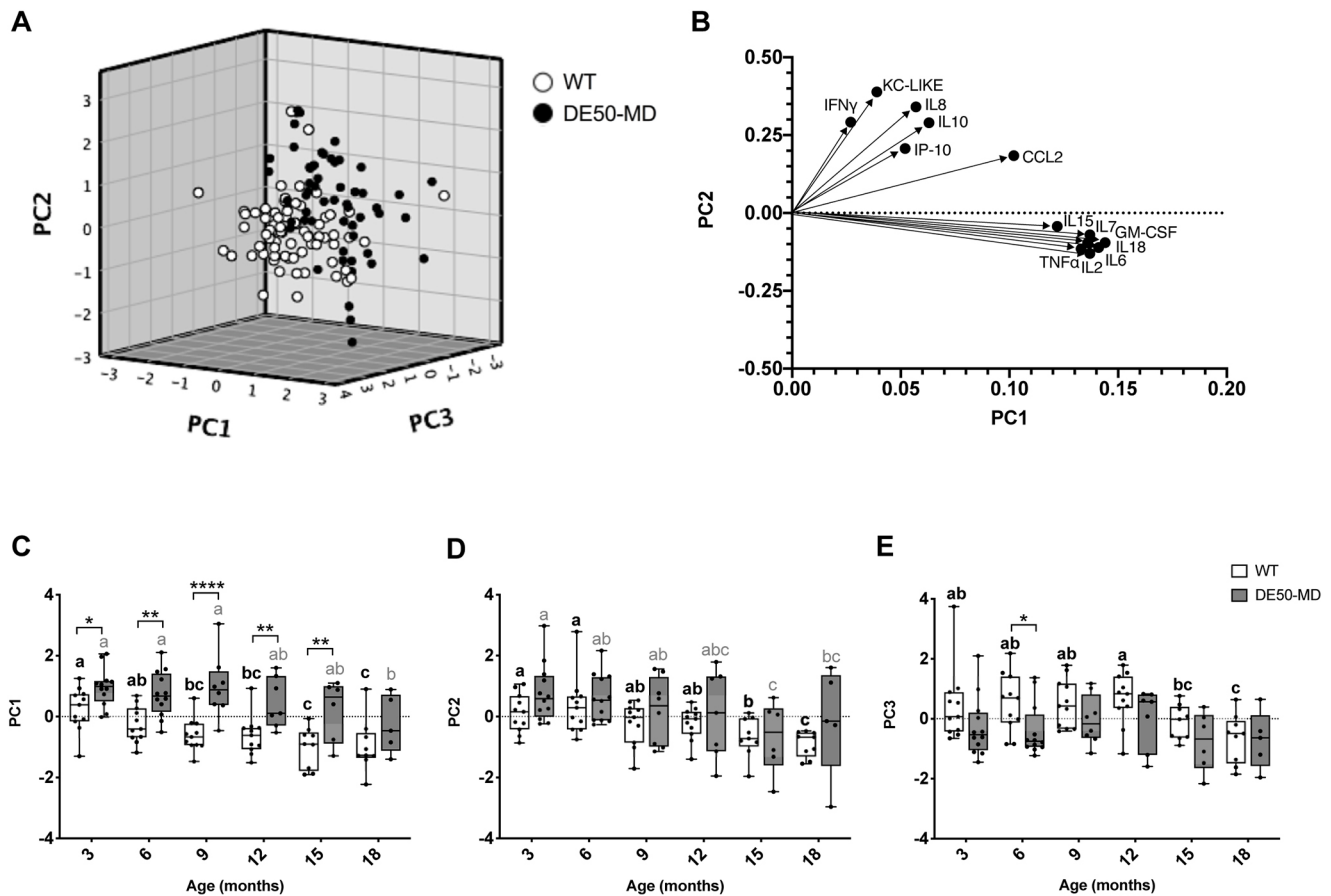 A
WT
DE50-MD
3
2
1
0
−1
−2
−3
PC2
−3 −2 −1 0 1 2 3
PC1
4 3 2 1 0 −1 −2 −3
PC3
B
0.50
0.25
0.00
-0.25
-0.50
PC2
KC-LIKE
IFNγ
IL8
IL10
IP-10
CCL2
IL15
IL7
GM-CSF
IL18
TNFα
IL2
IL6
0.00 0.05 0.10 0.15 0.20
PC1
C
4
2
0
-2
-4
PC1
* ** **** ** **
a a ab a bc a bc ab c ab c b
3 6 9 12 15 18
Age (months)
D
4
2
0
-2
-4
PC2
a a a ab ab ab ab abc b c c bc
3 6 9 12 15 18
Age (months)
E
WT
DE50-MD
4
2
0
-2
-4
PC3
*
ab ab ab a bc c
3 6 9 12 15 18
Age (months)